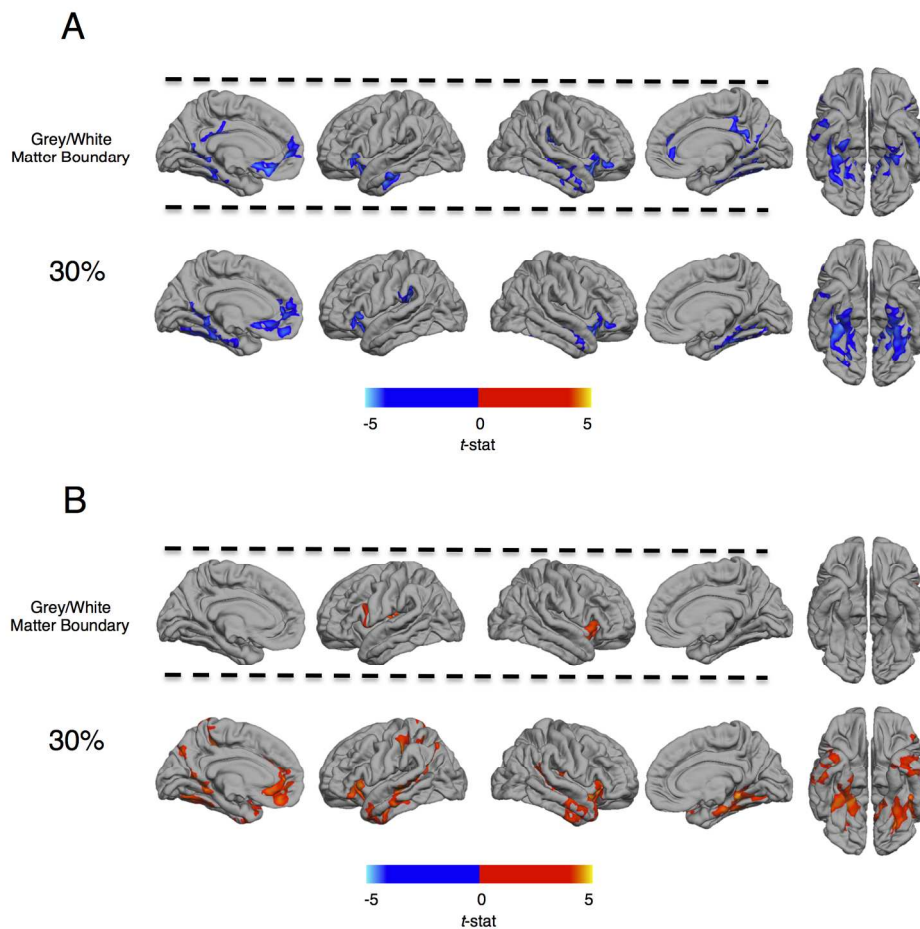 A
Grey/White
Matter Boundary
30%
-5 0 5
t-stat
B
Grey/White
Matter Boundary
30%
-5 0 5
t-stat